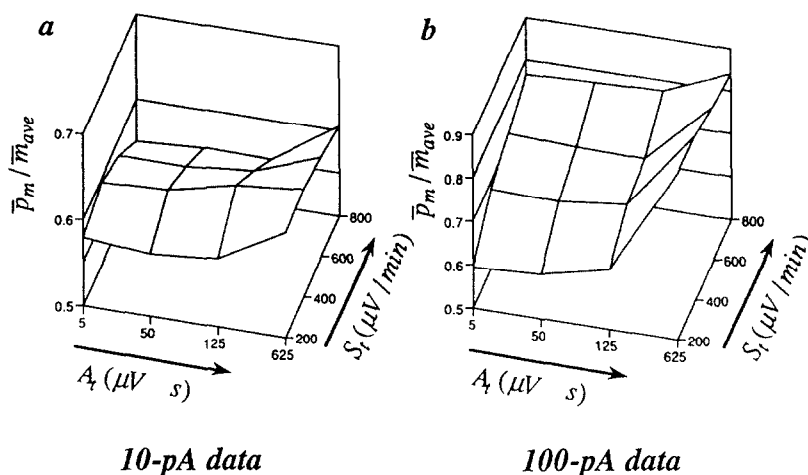 a
b
p̅m / m̅ave
0.7
0.6
0.5
5
50
125
625
200
400
600
800
At (μV s)
St (μV/min)
p̅m / m̅ave
0.9
0.8
0.7
0.6
0.5
5
50
125
625
200
400
600
800
At (μV s)
St (μV/min)
10-pA data
100-pA data